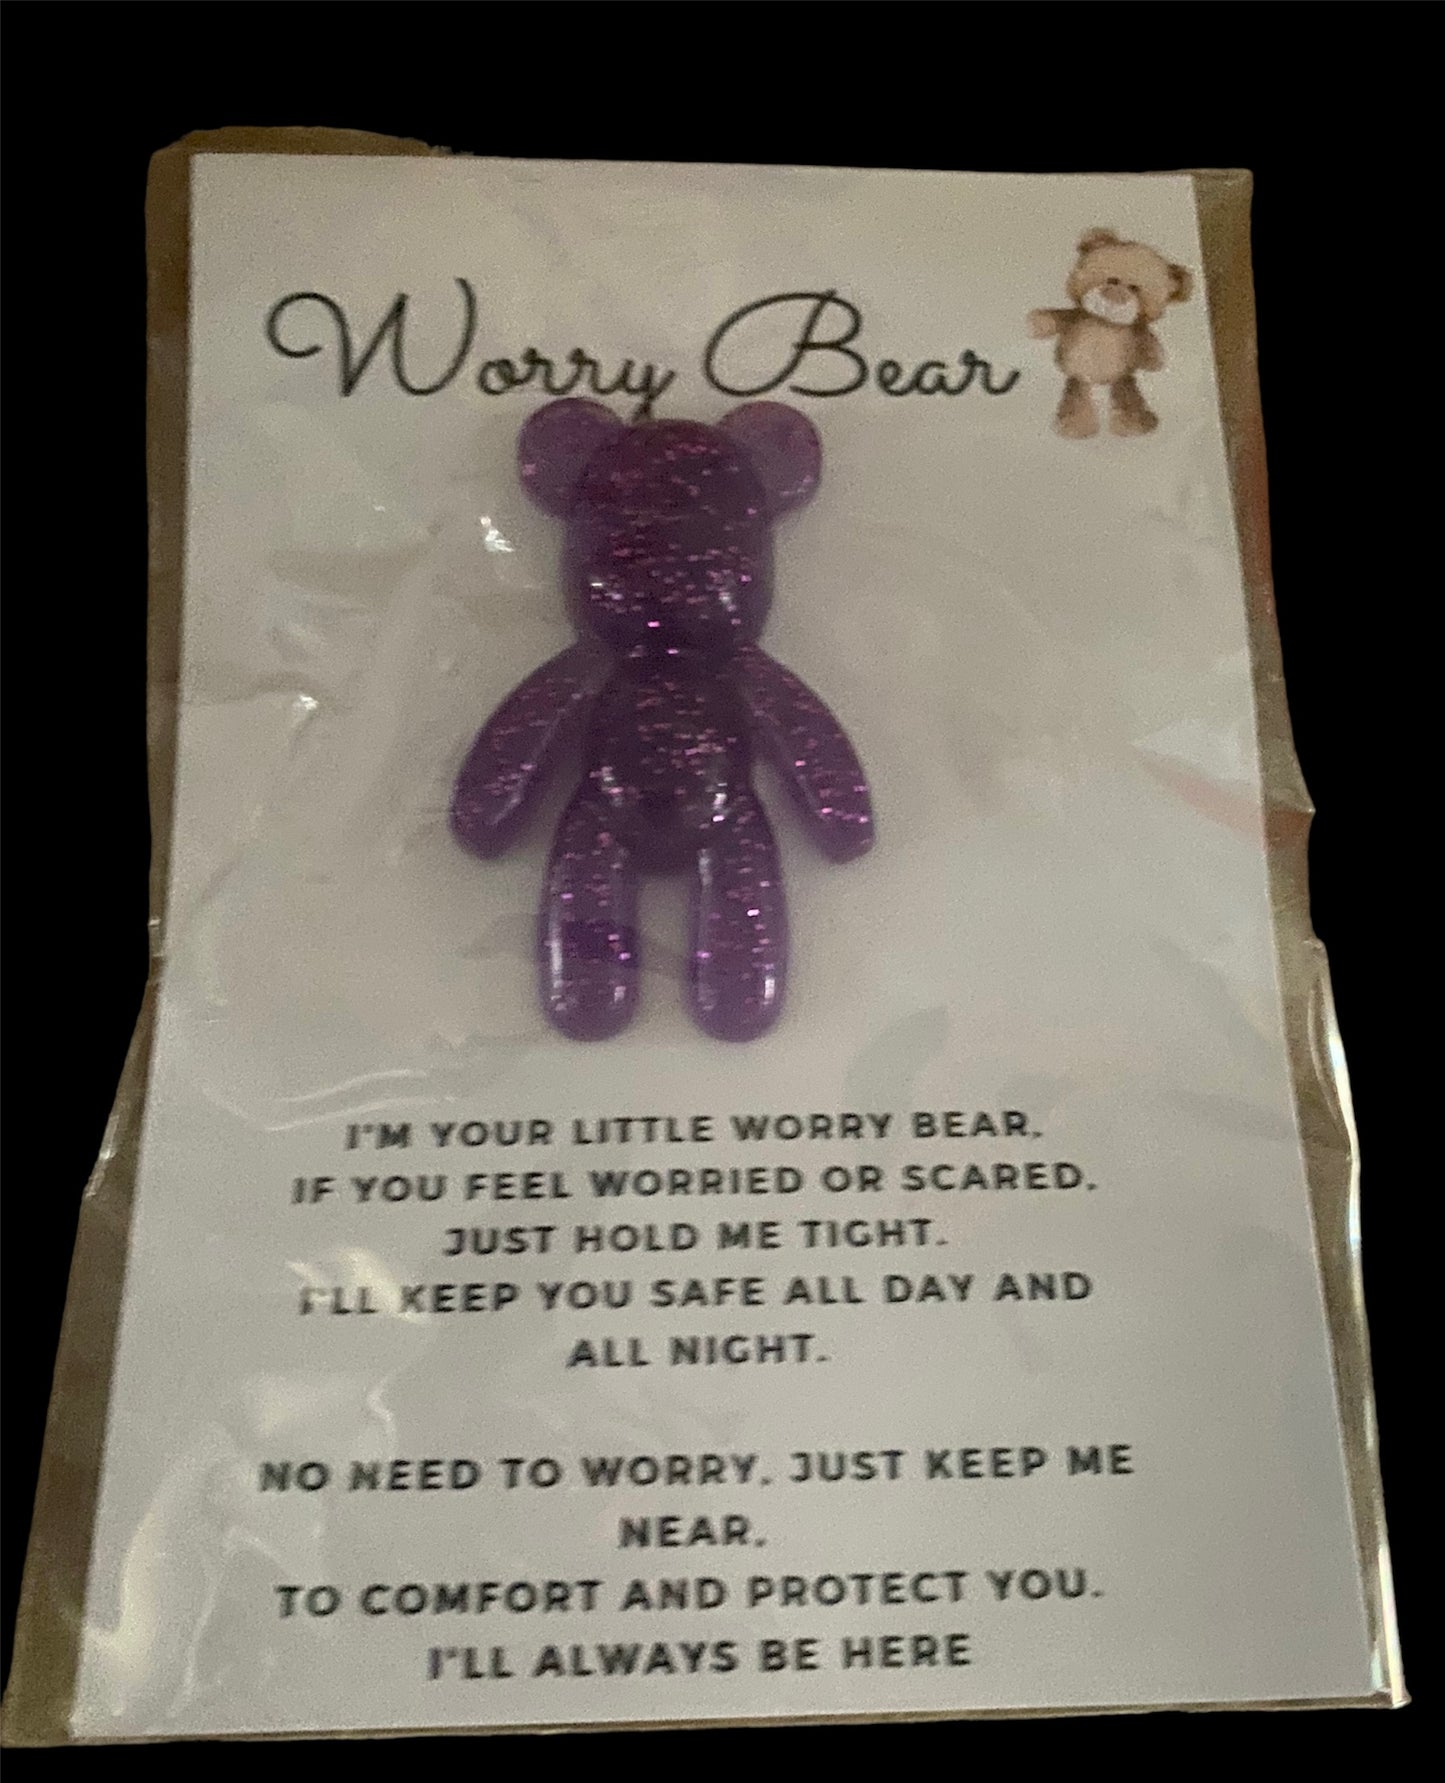 Worry Bear
I'M YOUR LITTLE WORRY BEAR.
IF YOU FEEL WORRIED OR SCARED.
JUST HOLD ME TIGHT.
I'LL KEEP YOU SAFE ALL DAY AND
ALL NIGHT.
NO NEED TO WORRY, JUST KEEP ME
NEAR.
TO COMFORT AND PROTECT YOU.
I'LL ALWAYS BE HERE